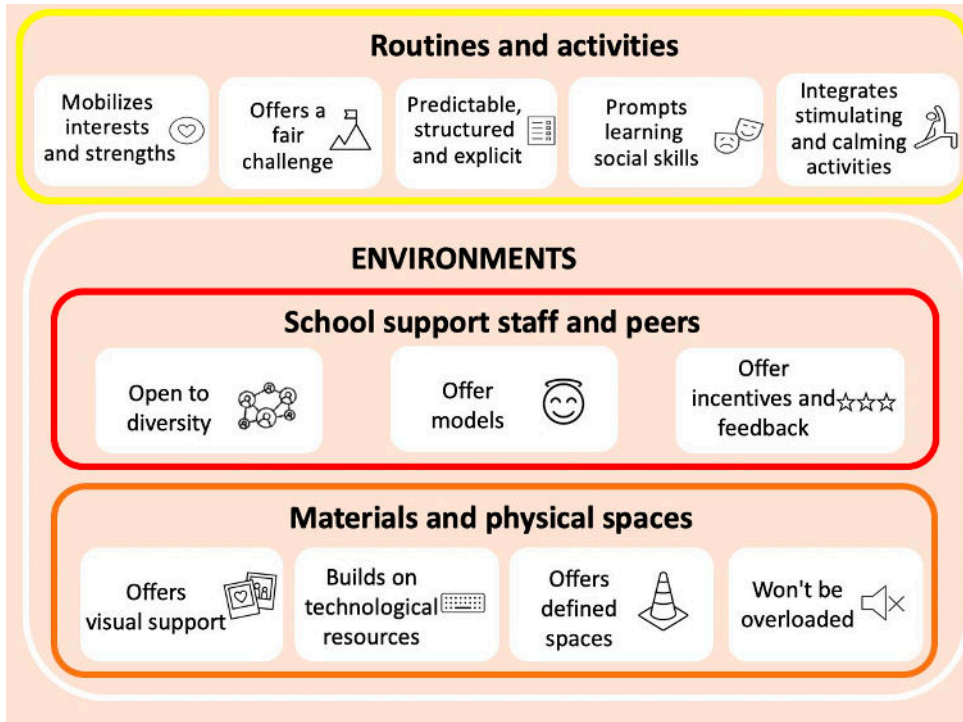 Routines and activities
Mobilizes
interests
and strengths
Offers a
fair
challenge
Predictable,
structured
and explicit
Prompts
learning
social skills
Integrates
stimulating
and calming
activities
ENVIRONMENTS
School support staff and peers
Open to
diversity
Offer
models
Offer
incentives and
feedback
Materials and physical spaces
Offers
visual support
Builds on
technological
resources
Offers
defined
spaces
Won't be
overloaded